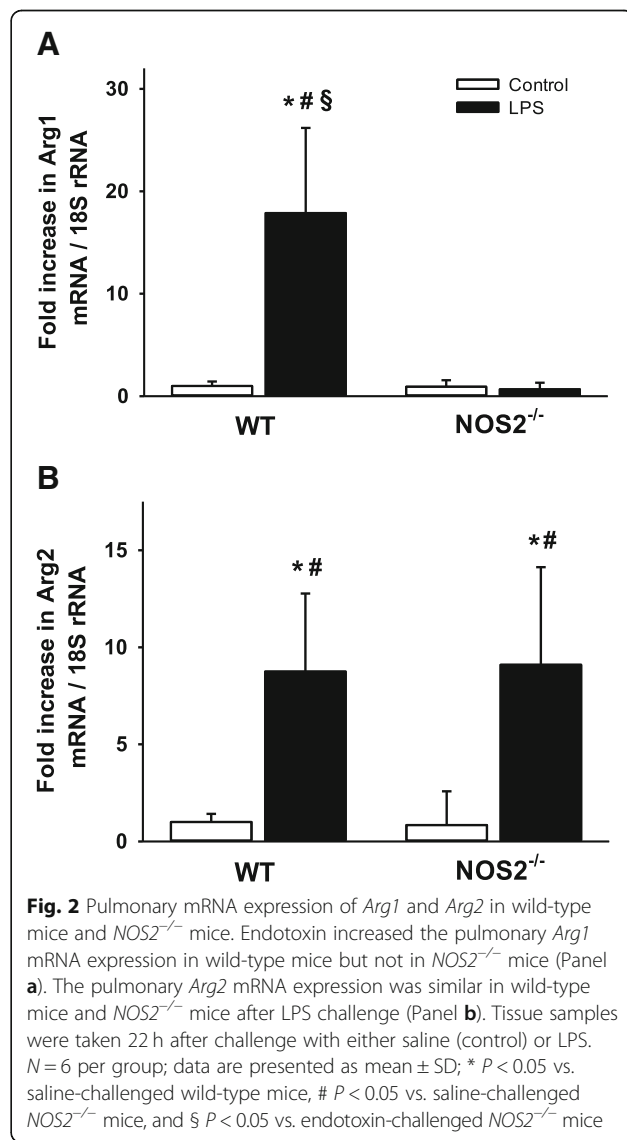 A
Control
LPS
* # §
30
20
10
0
Fold increase in Arg1
mRNA / 18S rRNA
WT
NOS2-/-
B
15
10
5
0
Fold increase in Arg2
mRNA / 18S rRNA
* #
*#
WT
NOS2-/-
Fig. 2 Pulmonary mRNA expression of Arg1 and Arg2 in wild-type
mice and NOS2−/− mice. Endotoxin increased the pulmonary Arg1
mRNA expression in wild-type mice but not in NOS2−/− mice (Panel
a). The pulmonary Arg2 mRNA expression was similar in wild-type
mice and NOS2−/− mice after LPS challenge (Panel b). Tissue samples
were taken 22 h after challenge with either saline (control) or LPS.
N = 6 per group; data are presented as mean ± SD; * P < 0.05 vs.
saline-challenged wild-type mice, # P < 0.05 vs. saline-challenged
NOS2−/− mice, and § P < 0.05 vs. endotoxin-challenged NOS2−/− mice